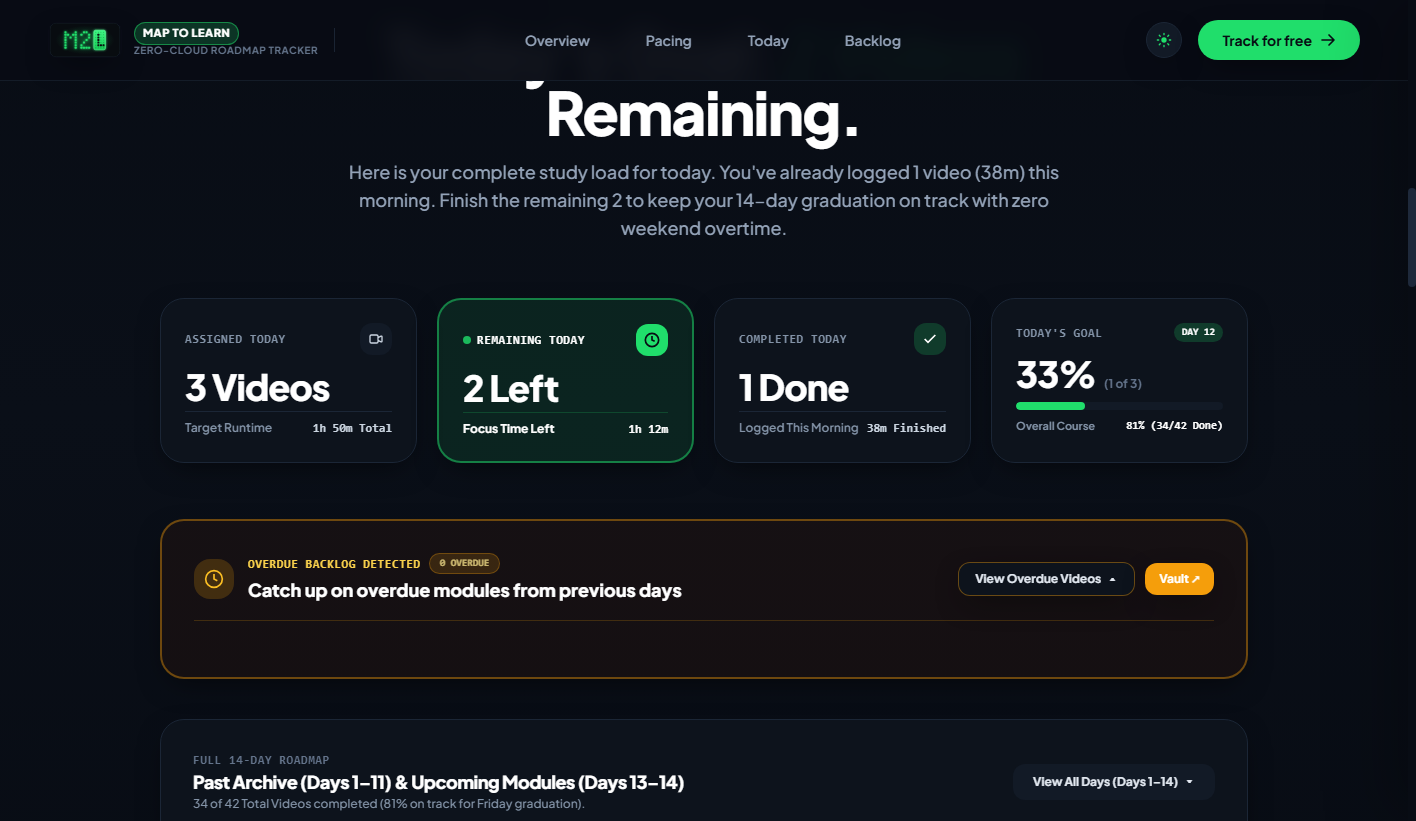 M2L
MAP TO LEARN
ZERO-CLOUD ROADMAP TRACKER
Overview
Pacing
Today
Backlog
Track for free →
Remaining.
Here is your complete study load for today. You've already logged 1 video (38m) this
morning. Finish the remaining 2 to keep your 14-day graduation on track with zero
weekend overtime.
ASSIGNED TODAY
3 Videos
Target Runtime
1h 50m Total
REMAINING TODAY
2 Left
Focus Time Left
1h 12m
COMPLETED TODAY
1 Done
Logged This Morning
38m Finished
TODAY'S GOAL
DAY 12
33% (1 of 3)
Overall Course
81% (34/42 Done)
OVERDUE BACKLOG DETECTED
0 OVERDUE
Catch up on overdue modules from previous days
View Overdue Videos
Vault ↗
FULL 14-DAY ROADMAP
Past Archive (Days 1–11) & Upcoming Modules (Days 13–14)
34 of 42 Total Videos completed (81% on track for Friday graduation).
View All Days (Days 1–14)